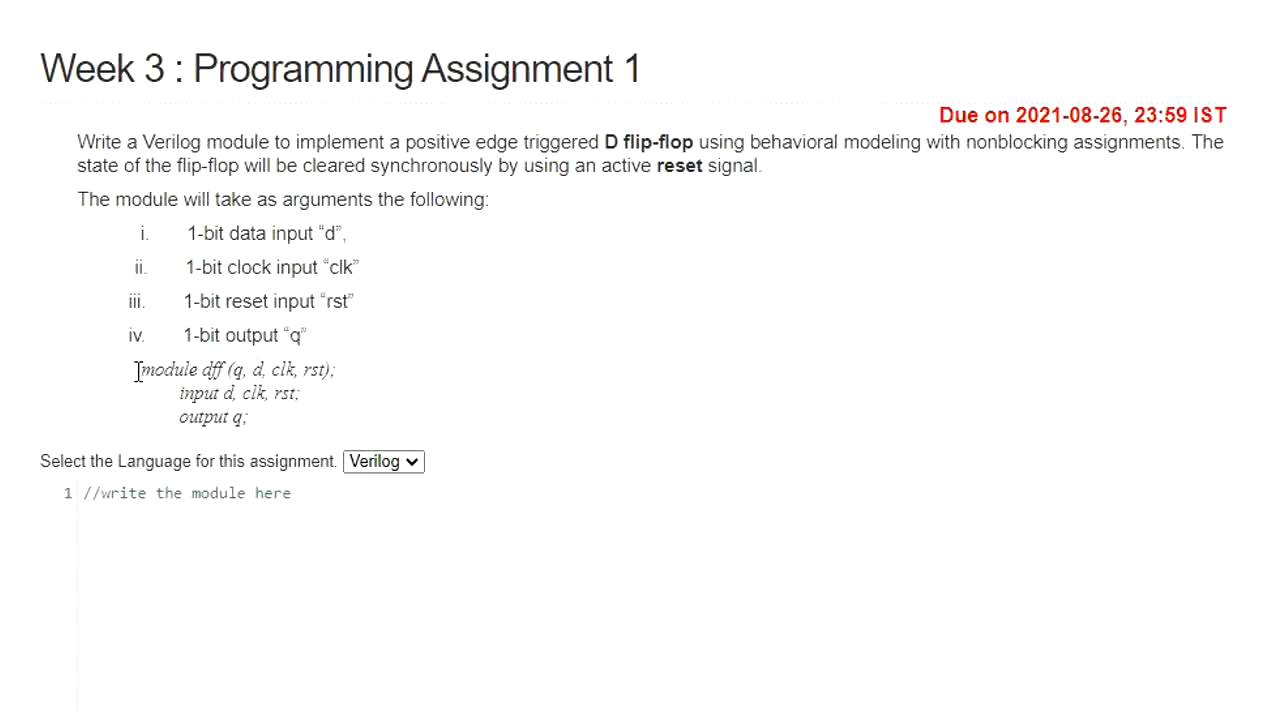 Week 3 : Programming Assignment 1
Due on 2021-08-26, 23:59 IST
Write a Verilog module to implement a positive edge triggered D flip-flop using behavioral modeling with nonblocking assignments. The
state of the flip-flop will be cleared synchronously by using an active reset signal.
The module will take as arguments the following:
i. 1-bit data input “d”,
ii. 1-bit clock input “clk”
iii. 1-bit reset input “rst”
iv. 1-bit output “q”
module dff (q, d, clk, rst);
input d, clk, rst;
output q;
Select the Language for this assignment. Verilog
1 //write the module here